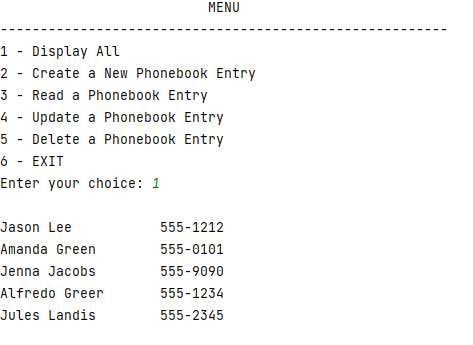 MENU
--------------------------------------------------------
1 - Display All
2 - Create a New Phonebook Entry
3 - Read a Phonebook Entry
4 - Update a Phonebook Entry
5 - Delete a Phonebook Entry
6 - EXIT
Enter your choice: 1
Jason Lee           555-1212
Amanda Green        555-0101
Jenna Jacobs        555-9090
Alfredo Greer       555-1234
Jules Landis        555-2345